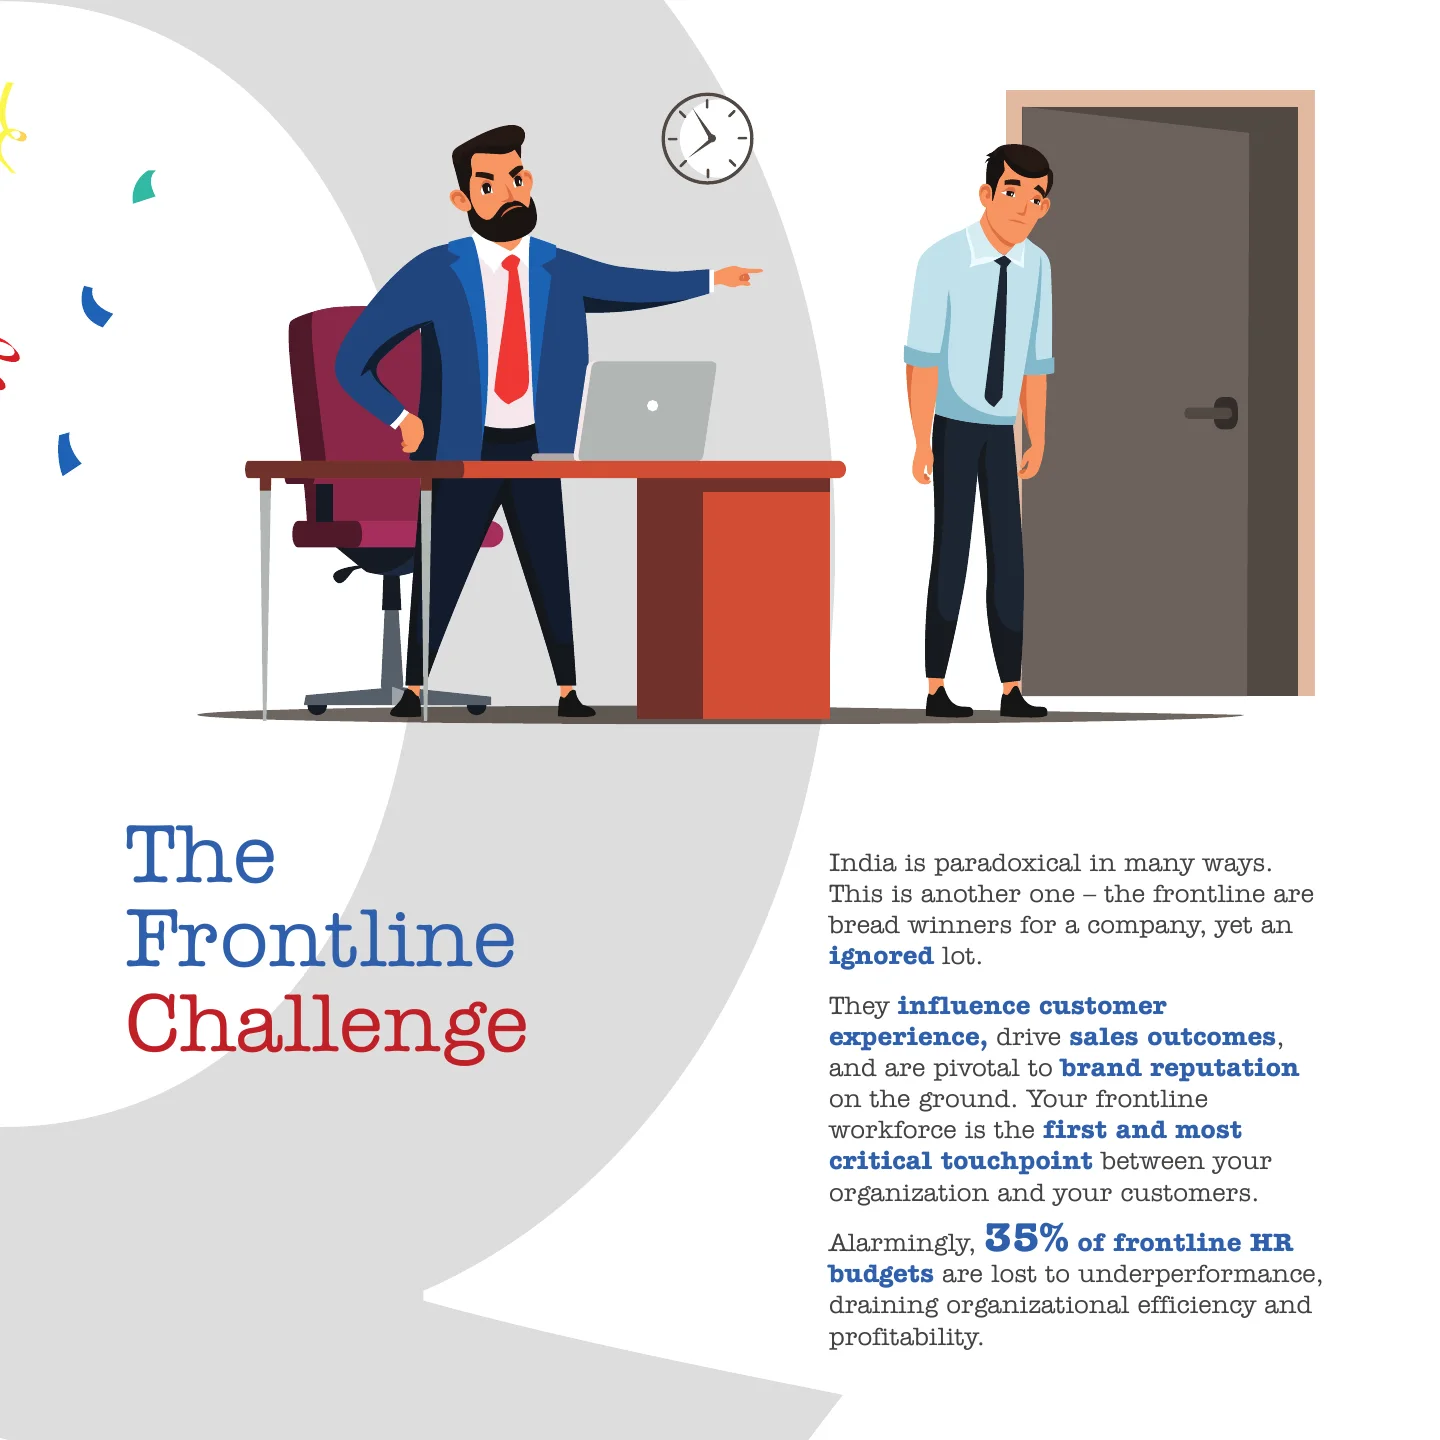 The
Frontline
Challenge
India is paradoxical in many ways.
This is another one – the frontline are
bread winners for a company, yet an
ignored lot.
They influence customer
experience, drive sales outcomes,
and are pivotal to brand reputation
on the ground. Your frontline
workforce is the first and most
critical touchpoint between your
organization and your customers.
Alarmingly, 35% of frontline HR
budgets are lost to underperformance,
draining organizational efficiency and
profitability.